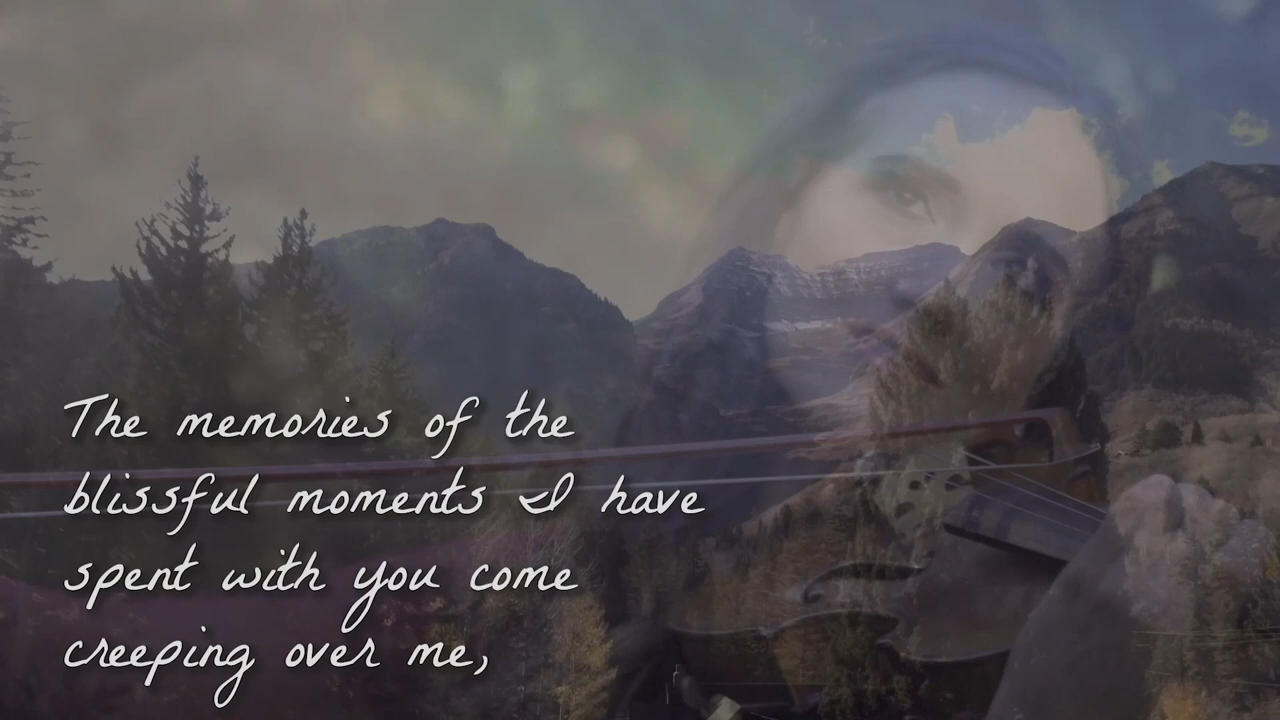 The memories of the
blissful moments I have
spent with you come
creeping over me,